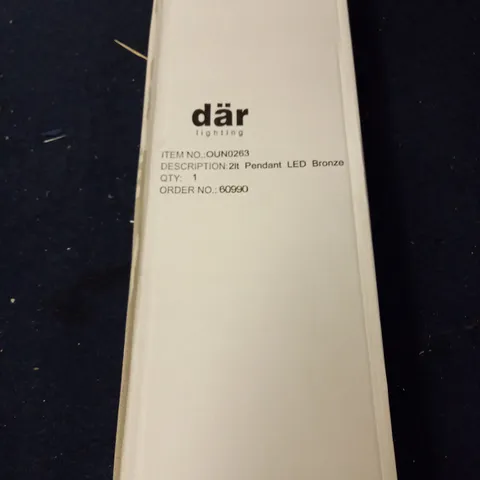 där
lighting
ITEM NO.:OUN0263
DESCRIPTION:2lt Pendant LED Bronze
QTY: 1
ORDER NO.:60990